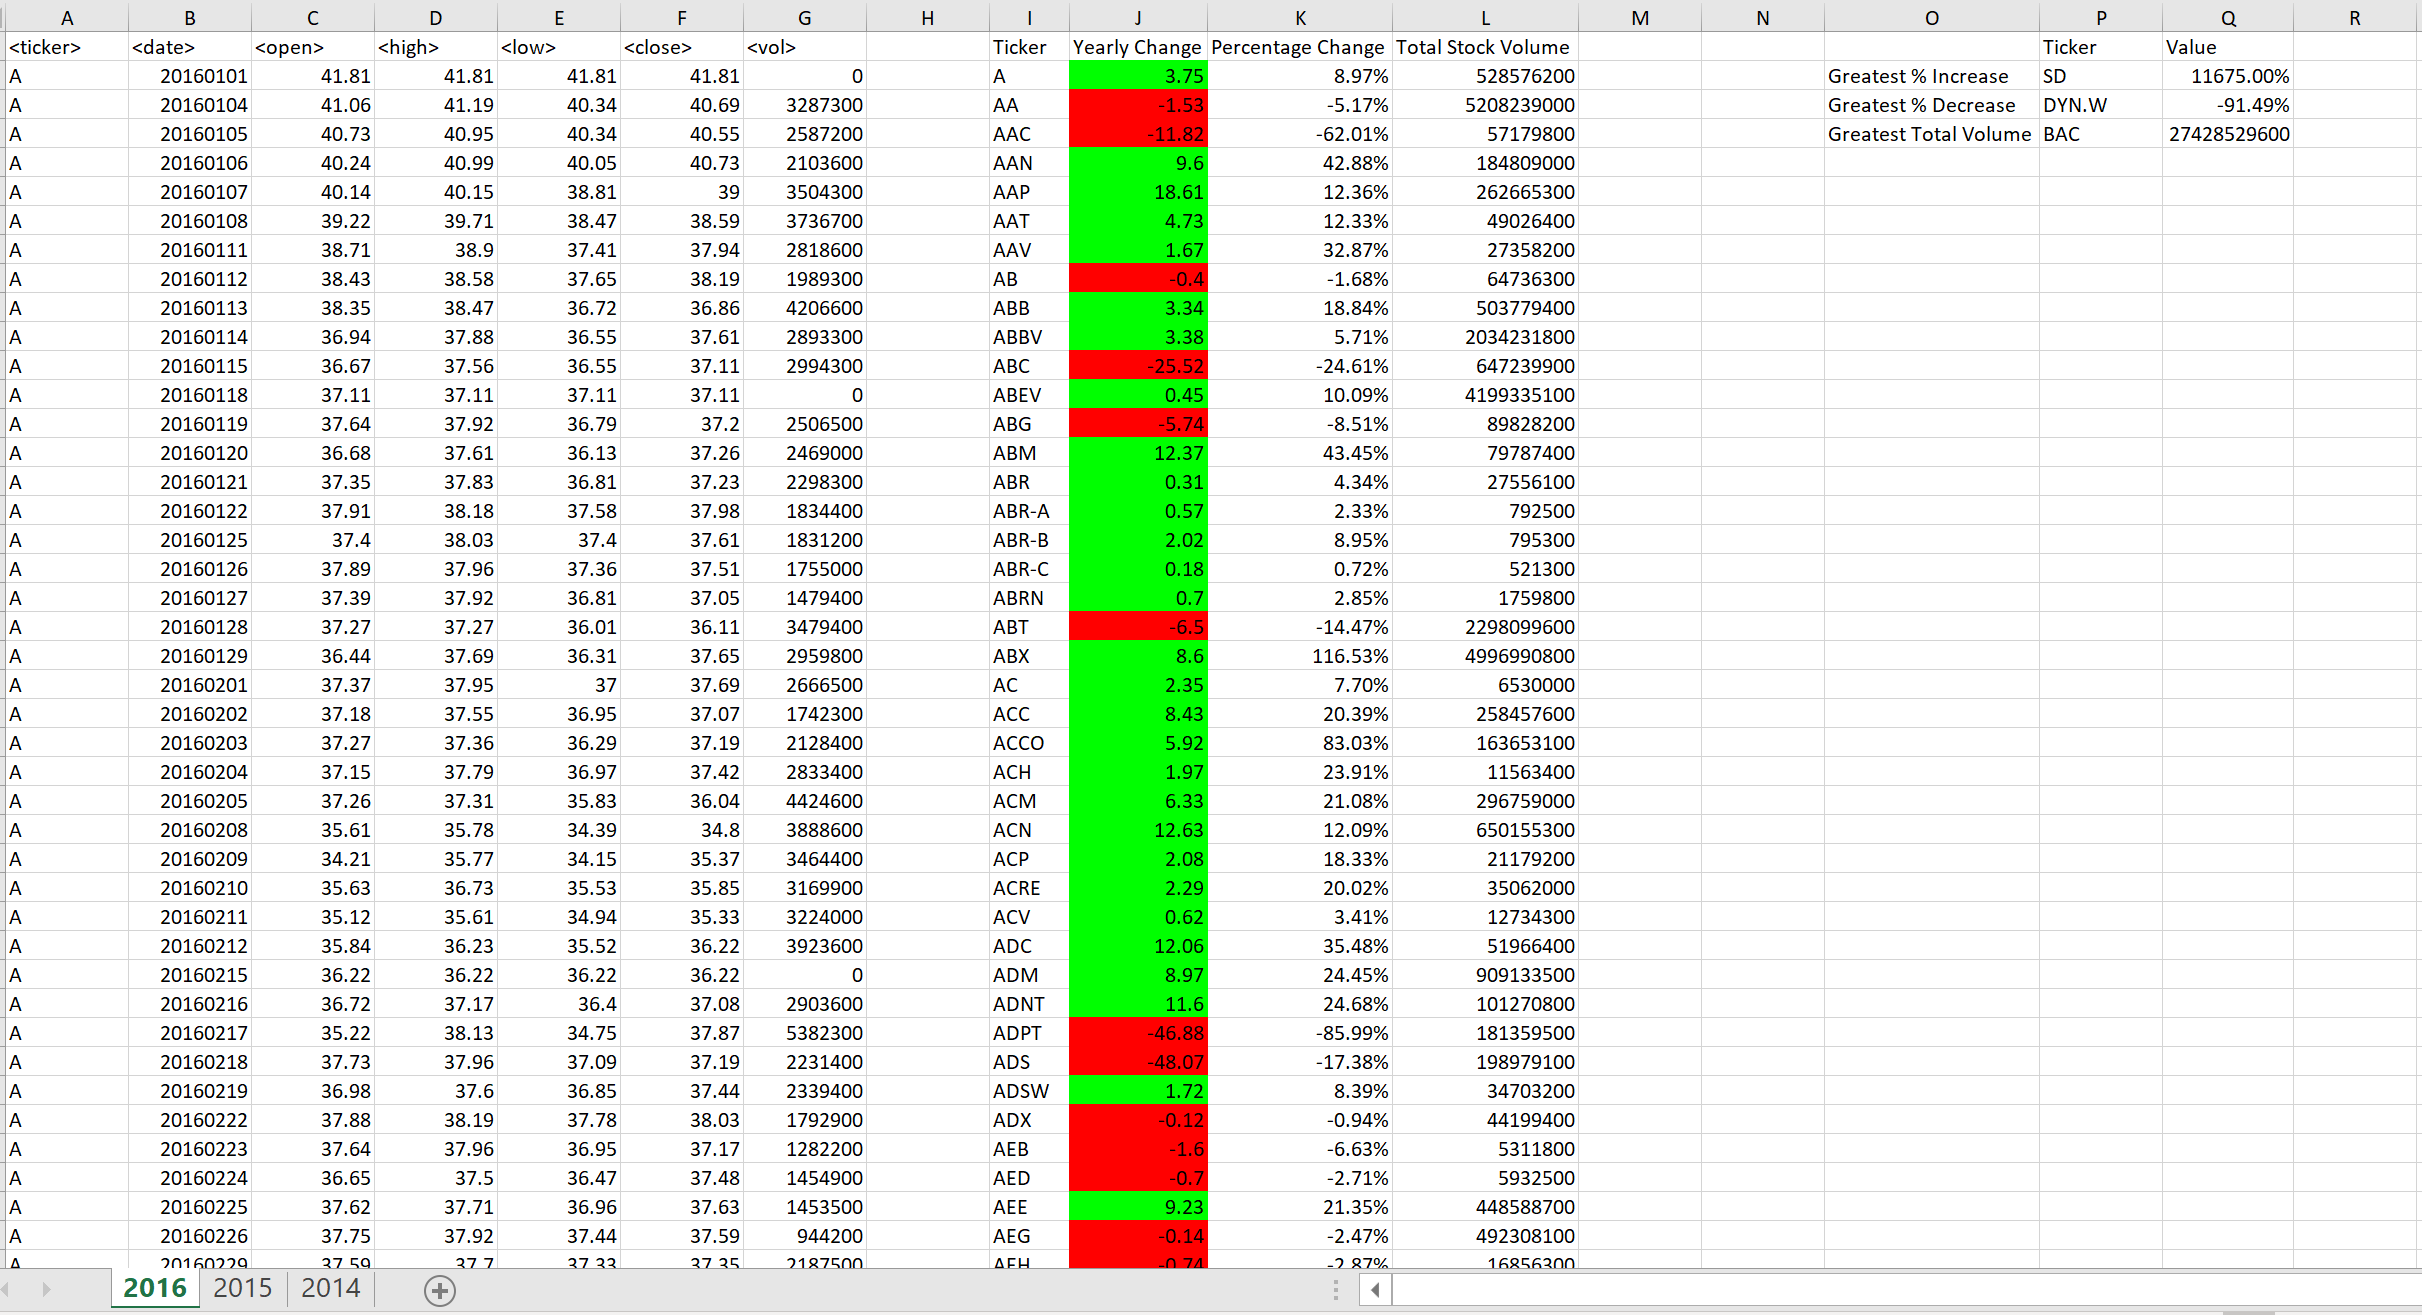 A B C D E F G H I J K L M N O P Q R
<ticker> <date> <open> <high> <low> <close> <vol> Ticker Yearly Change Percentage Change Total Stock Volume Ticker Value
A 20160101 41.81 41.81 41.81 41.81 0 A 3.75 8.97% 528576200 Greatest % Increase SD 11675.00%
A 20160104 41.06 41.19 40.34 40.69 3287300 AA -1.53 -5.17% 5208239000 Greatest % Decrease DYN.W -91.49%
A 20160105 40.73 40.95 40.34 40.55 2587200 AAC -11.82 -62.01% 57179800 Greatest Total Volume BAC 27428529600
A 20160106 40.24 40.99 40.05 40.73 2103600 AAN 9.6 42.88% 184809000
A 20160107 40.14 40.15 38.81 39 3504300 AAP 18.61 12.36% 262665300
A 20160108 39.22 39.71 38.47 38.59 3736700 AAT 4.73 12.33% 49026400
A 20160111 38.71 38.9 37.41 37.94 2818600 AAV 1.67 32.87% 27358200
A 20160112 38.43 38.58 37.65 38.19 1989300 AB -0.4 -1.68% 64736300
A 20160113 38.35 38.47 36.72 36.86 4206600 ABB 3.34 18.84% 503779400
A 20160114 36.94 37.88 36.55 37.61 2893300 ABBV 3.38 5.71% 2034231800
A 20160115 36.67 37.56 36.55 37.11 2994300 ABC -25.52 -24.61% 647239900
A 20160118 37.11 37.11 37.11 37.11 0 ABEV 0.45 10.09% 4199335100
A 20160119 37.64 37.92 36.79 37.2 2506500 ABG -5.74 -8.51% 89828200
A 20160120 36.68 37.61 36.13 37.26 2469000 ABM 12.37 43.45% 79787400
A 20160121 37.35 37.83 36.81 37.23 2298300 ABR 0.31 4.34% 27556100
A 20160122 37.91 38.18 37.58 37.98 1834400 ABR-A 0.57 2.33% 792500
A 20160125 37.4 38.03 37.4 37.61 1831200 ABR-B 2.02 8.95% 795300
A 20160126 37.89 37.96 37.36 37.51 1755000 ABR-C 0.18 0.72% 521300
A 20160127 37.39 37.92 36.81 37.05 1479400 ABRN 0.7 2.85% 1759800
A 20160128 37.27 37.27 36.01 36.11 3479400 ABT -6.5 -14.47% 2298099600
A 20160129 36.44 37.69 36.31 37.65 2959800 ABX 8.6 116.53% 4996990800
A 20160201 37.37 37.95 37 37.69 2666500 AC 2.35 7.70% 6530000
A 20160202 37.18 37.55 36.95 37.07 1742300 ACC 8.43 20.39% 258457600
A 20160203 37.27 37.36 36.29 37.19 2128400 ACCO 5.92 83.03% 163653100
A 20160204 37.15 37.79 36.97 37.42 2833400 ACH 1.97 23.91% 11563400
A 20160205 37.26 37.31 35.83 36.04 4424600 ACM 6.33 21.08% 296759000
A 20160208 35.61 35.78 34.39 34.8 3888600 ACN 12.63 12.09% 650155300
A 20160209 34.21 35.77 34.15 35.37 3464400 ACP 2.08 18.33% 21179200
A 20160210 35.63 36.73 35.53 35.85 3169900 ACRE 2.29 20.02% 35062000
A 20160211 35.12 35.61 34.94 35.33 3224000 ACV 0.62 3.41% 12734300
A 20160212 35.84 36.23 35.52 36.22 3923600 ADC 12.06 35.48% 51966400
A 20160215 36.22 36.22 36.22 36.22 0 ADM 8.97 24.45% 909133500
A 20160216 36.72 37.17 36.4 37.08 2903600 ADNT 11.6 24.68% 101270800
A 20160217 35.22 38.13 34.75 37.87 5382300 ADPT -46.88 -85.99% 181359500
A 20160218 37.73 37.96 37.09 37.19 2231400 ADS -48.07 -17.38% 198979100
A 20160219 36.98 37.6 36.85 37.44 2339400 ADSW 1.72 8.39% 34703200
A 20160222 37.88 38.19 37.78 38.03 1792900 ADX -0.12 -0.94% 44199400
A 20160223 37.64 37.96 36.95 37.17 1282200 AEB -1.6 -6.63% 5311800
A 20160224 36.65 37.5 36.47 37.48 1454900 AED -0.7 -2.71% 5932500
A 20160225 37.62 37.71 36.96 37.63 1453500 AEE 9.23 21.35% 448588700
A 20160226 37.75 37.92 37.44 37.59 944200 AEG -0.14 -2.47% 492308100
A 20160229 37.59 37.7 37.33 37.35 2187500 AEH -0.74 -2.87% 16856300
2016 2015 2014